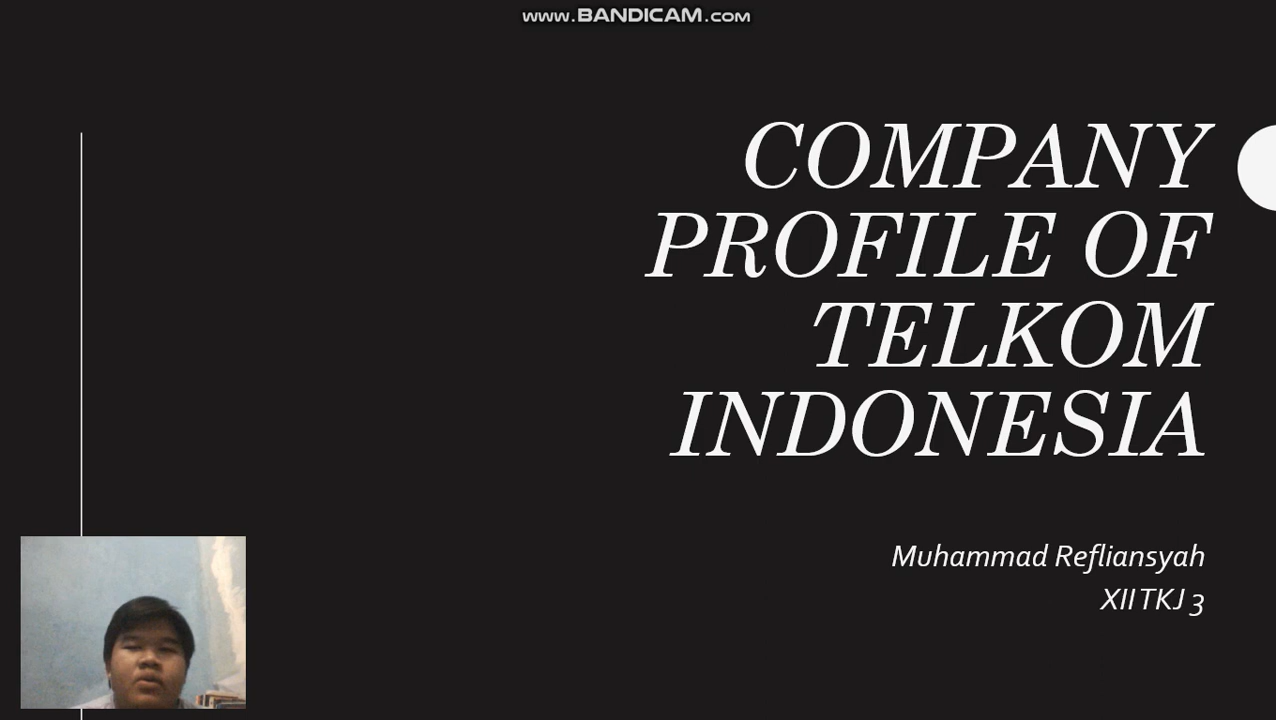 www.BANDICAM.com
COMPANY
PROFILE OF
TELKOM
INDONESIA
Muhammad Refliansyah
XII TKJ 3